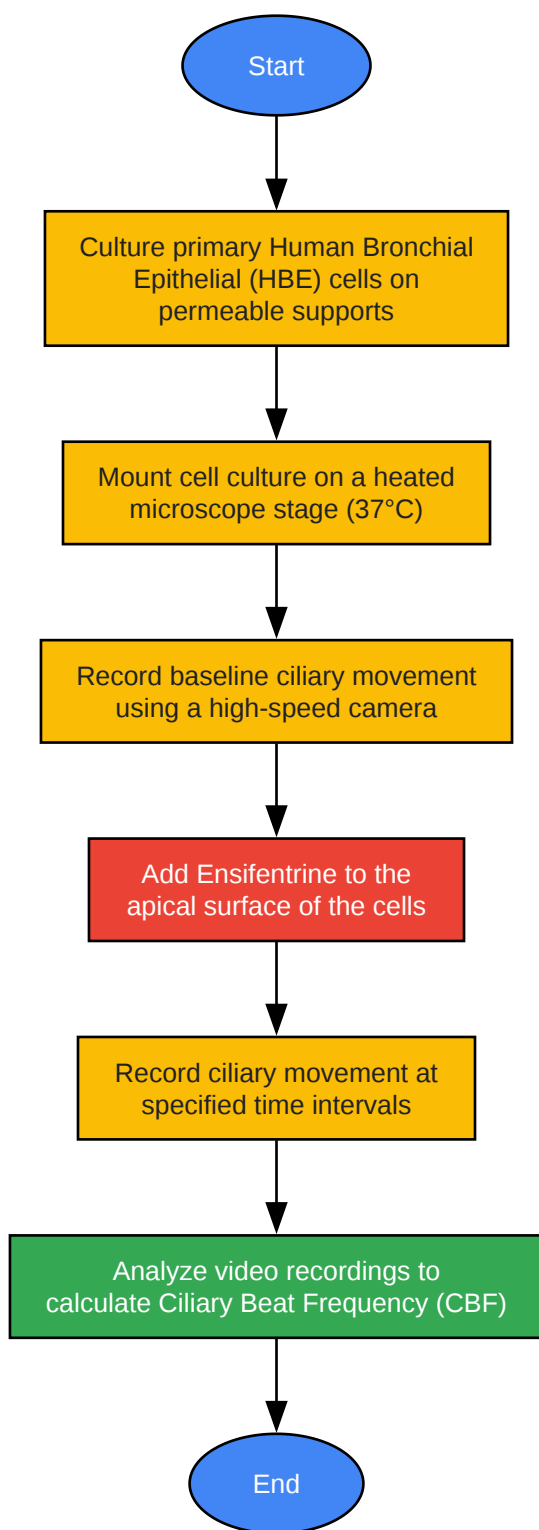 Start
Culture primary Human Bronchial
Epithelial (HBE) cells on
permeable supports
Mount cell culture on a heated
microscope stage (37°C)
Record baseline ciliary movement
using a high-speed camera
Add Ensifentrine to the
apical surface of the cells
Record ciliary movement at
specified time intervals
Analyze video recordings to
calculate Ciliary Beat Frequency (CBF)
End